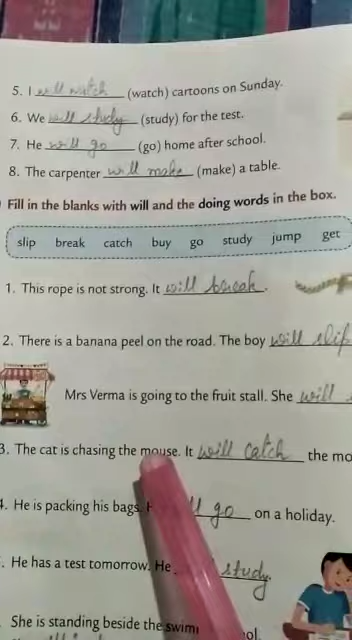 5. I will watch (watch) cartoons on Sunday.
6. We will study (study) for the test.
7. He will go (go) home after school.
8. The carpenter will make (make) a table.
Fill in the blanks with will and the doing words in the box.
slip break catch buy go study jump get
1. This rope is not strong. It will break.
2. There is a banana peel on the road. The boy will slip
Mrs Verma is going to the fruit stall. She will
3. The cat is chasing the mouse. It will catch the mo
4. He is packing his bags. H ll go on a holiday.
. He has a test tomorrow. He study.
She is standing beside the swim ol.